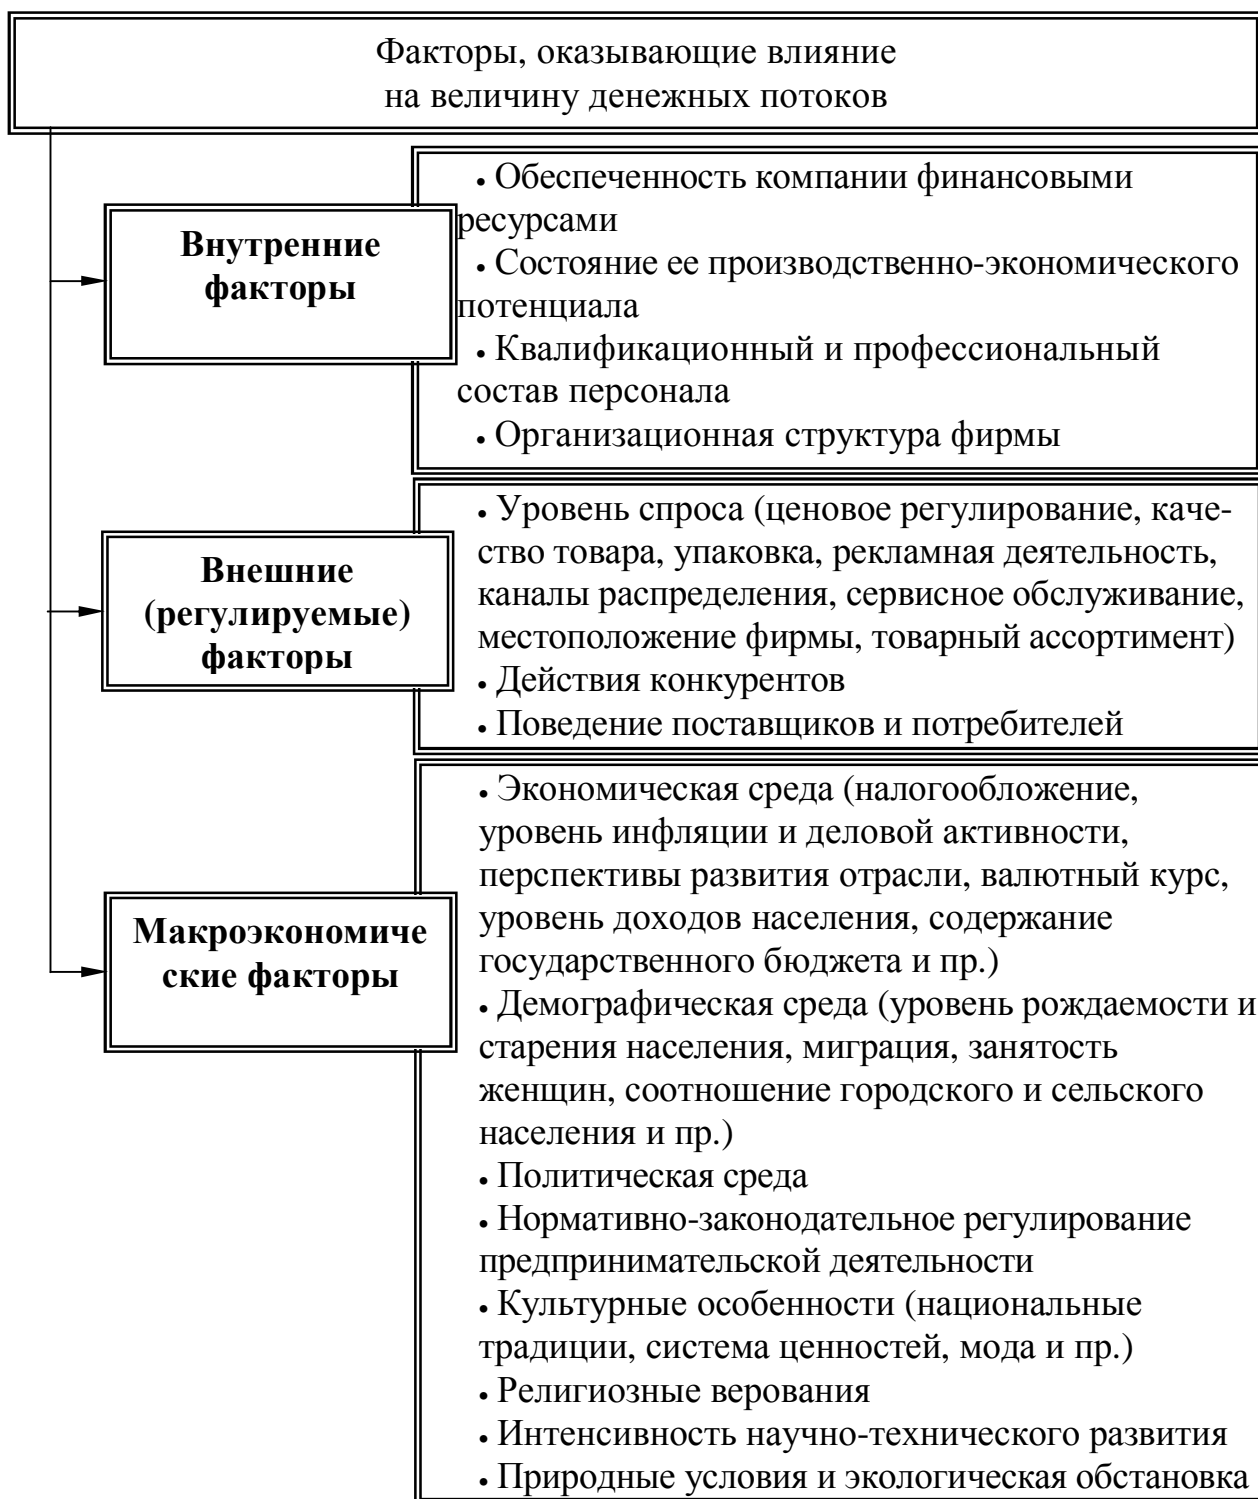 Факторы, оказывающие влияние
на величину денежных потоков
Внутренние
факторы
• Обеспеченность компании финансовыми
ресурсами
• Состояние ее производственно-экономического
потенциала
• Квалификационный и профессиональный
состав персонала
• Организационная структура фирмы
Внешние
(регулируемые)
факторы
• Уровень спроса (ценовое регулирование, каче-
ство товара, упаковка, рекламная деятельность,
каналы распределения, сервисное обслуживание,
местоположение фирмы, товарный ассортимент)
• Действия конкурентов
• Поведение поставщиков и потребителей
Макроэкономиче
ские факторы
• Экономическая среда (налогообложение,
уровень инфляции и деловой активности,
перспективы развития отрасли, валютный курс,
уровень доходов населения, содержание
государственного бюджета и пр.)
• Демографическая среда (уровень рождаемости и
старения населения, миграция, занятость
женщин, соотношение городского и сельского
населения и пр.)
• Политическая среда
• Нормативно-законодательное регулирование
предпринимательской деятельности
• Культурные особенности (национальные
традиции, система ценностей, мода и пр.)
• Религиозные верования
• Интенсивность научно-технического развития
• Природные условия и экологическая обстановка